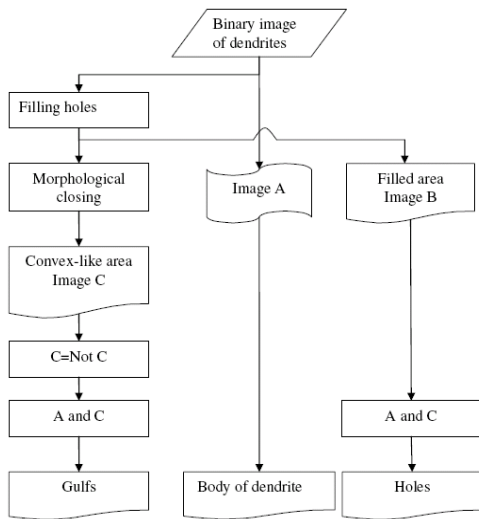 Binary image
of dendrites
Filling holes
Morphological
closing
Image A
Filled area
Image B
Convex-like area
Image C
C=Not C
A and C
A and C
Gulfs
Body of dendrite
Holes